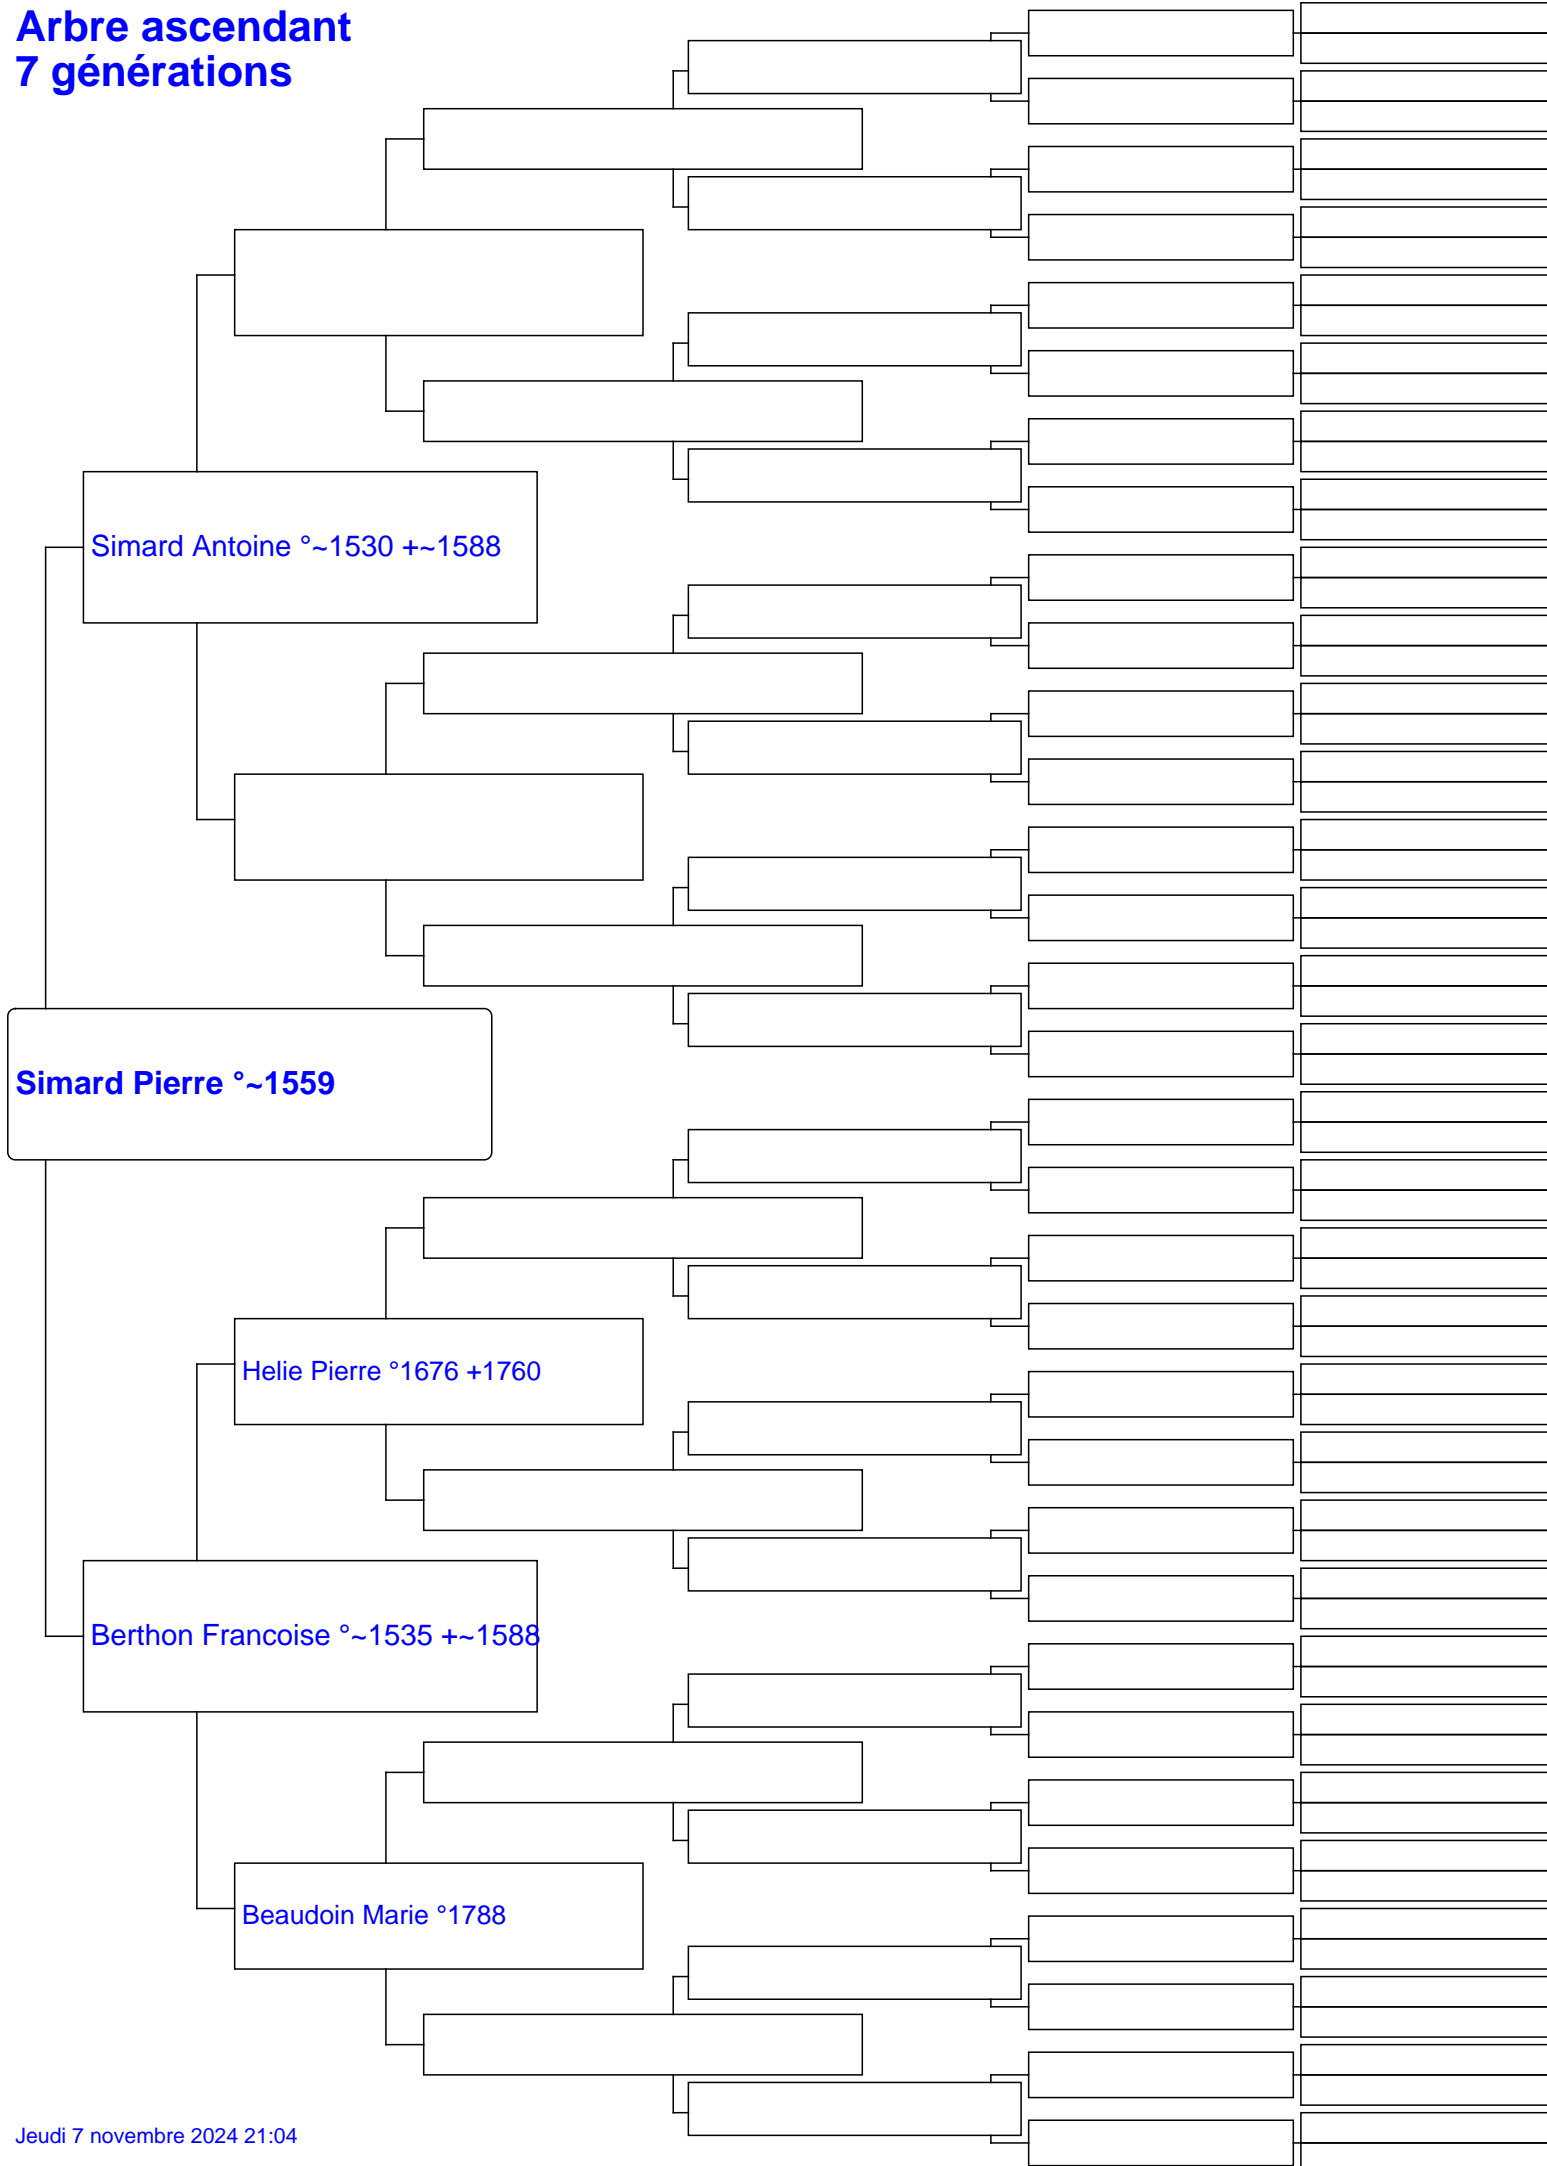 Arbre ascendant
7 générations
Simard Antoine °~1530 +~1588
Simard Pierre °~1559
Helie Pierre °1676 +1760
Berthon Francoise °~1535 +~1588
Beaudoin Marie °1788
Jeudi 7 novembre 2024 21:04